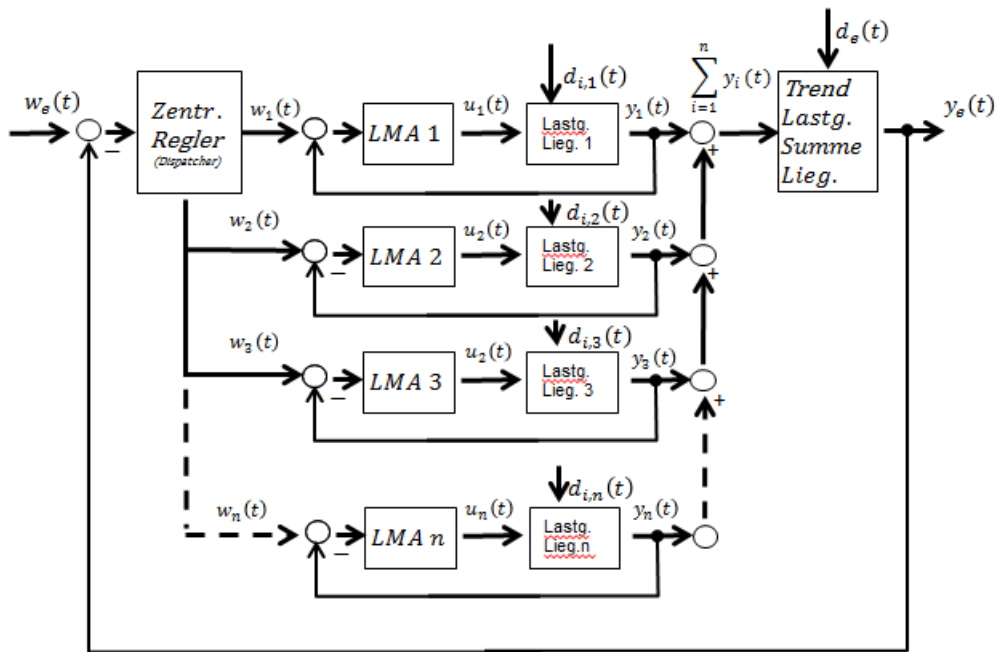 w_e(t)
−
Zentr.
Regler
(Dispatcher)
w_1(t)
LMA 1
u_1(t)
d_{i,1}(t)
Lastg.
Lieg. 1
y_1(t)
\sum_{i=1}^{n} y_i(t)
+
d_e(t)
Trend
Lastg.
Summe
Lieg.
y_e(t)
w_2(t)
−
LMA 2
u_2(t)
d_{i,2}(t)
Lastg.
Lieg. 2
y_2(t)
+
w_3(t)
−
LMA 3
u_2(t)
d_{i,3}(t)
Lastg.
Lieg. 3
y_3(t)
+
w_n(t)
−
LMA n
u_n(t)
d_{i,n}(t)
Lastg.
Lieg.n
y_n(t)